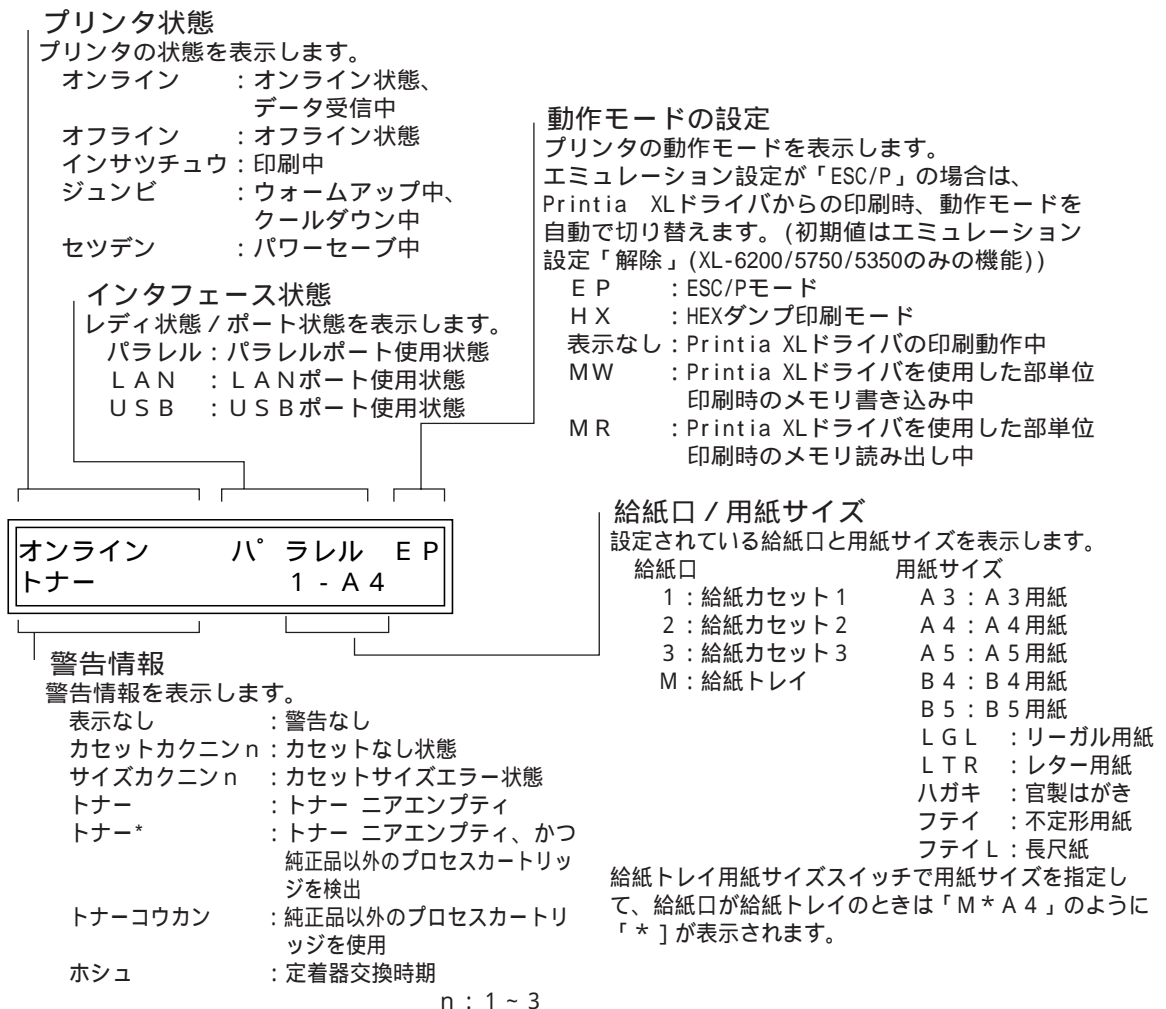 プリンタ状態
プリンタの状態を表示します。
オンライン　　：オンライン状態、
データ受信中
オフライン　　：オフライン状態
インサツチュウ：印刷中
ジュンビ　　　：ウォームアップ中、
クールダウン中
セツデン　　　：パワーセーブ中
インタフェース状態
レディ状態／ポート状態を表示します。
パラレル：パラレルポート使用状態
ＬＡＮ　：ＬＡＮポート使用状態
ＵＳＢ　：ＵＳＢポート使用状態
動作モードの設定
プリンタの動作モードを表示します。
エミュレーション設定が「ESC/P」の場合は、
Printia XLドライバからの印刷時、動作モードを
自動で切り替えます。(初期値はエミュレーション
設定「解除」(XL-6200/5750/5350のみの機能))
ＥＰ　　：ESC/Pモード
ＨＸ　　：HEXダンプ印刷モード
表示なし：Printia XLドライバの印刷動作中
ＭＷ　　：Printia XLドライバを使用した部単位
印刷時のメモリ書き込み中
ＭＲ　　：Printia XLドライバを使用した部単位
印刷時のメモリ読み出し中
オンライン　　ハ゜ラレル　ＥＰ
トナー　　　　１-Ａ４
給紙口／用紙サイズ
設定されている給紙口と用紙サイズを表示します。
給紙口　　用紙サイズ
１：給紙カセット１　　Ａ３：Ａ３用紙
２：給紙カセット２　　Ａ４：Ａ４用紙
３：給紙カセット３　　Ａ５：Ａ５用紙
Ｍ：給紙トレイ　　Ｂ４：Ｂ４用紙
Ｂ５：Ｂ５用紙
ＬＧＬ　：リーガル用紙
ＬＴＲ　：レター用紙
ハガキ　：官製はがき
フテイ　：不定形用紙
フテイＬ：長尺紙
給紙トレイ用紙サイズスイッチで用紙サイズを指定し
て、給紙口が給紙トレイのときは「Ｍ＊Ａ４」のように
「＊］が表示されます。
警告情報
警告情報を表示します。
表示なし　　　　：警告なし
カセットカクニンｎ：カセットなし状態
サイズカクニンｎ　：カセットサイズエラー状態
トナー　　　　：トナー ニアエンプティ
トナー*　　　　：トナー ニアエンプティ、かつ
純正品以外のプロセスカートリッ
ジを検出
トナーコウカン　　：純正品以外のプロセスカートリ
ッジを使用
ホシュ　　　　：定着器交換時期
ｎ：１～３